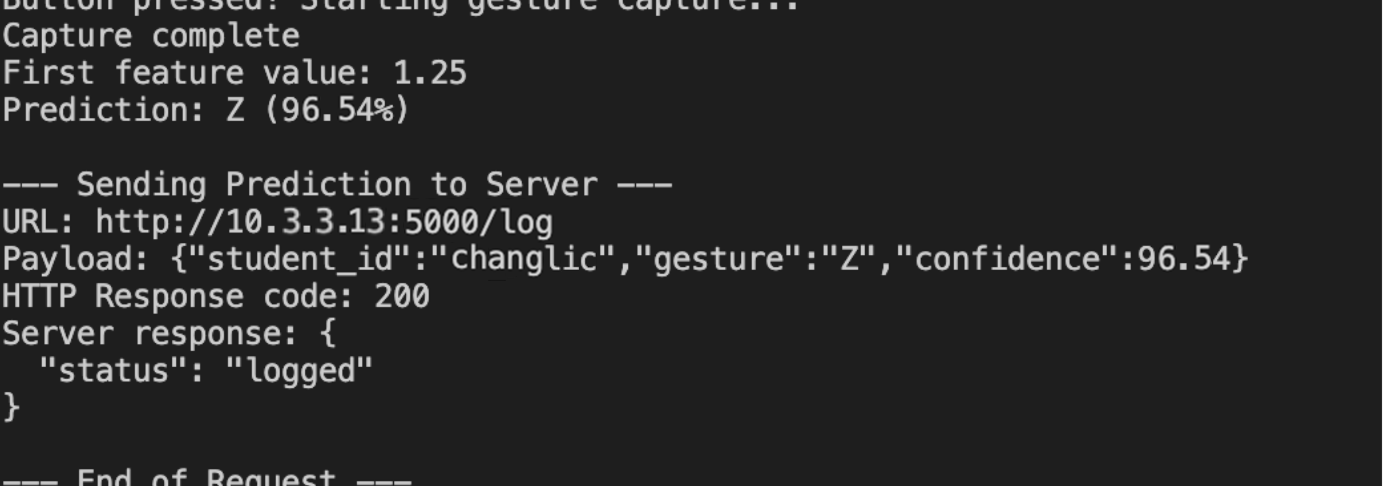 Button pressed! Starting gesture capture...
Capture complete
First feature value: 1.25
Prediction: Z (96.54%)
--- Sending Prediction to Server ---
URL: http://10.3.3.13:5000/log
Payload: {"student_id":"changlic","gesture":"Z","confidence":96.54}
HTTP Response code: 200
Server response: {
  "status": "logged"
}
--- End of Request ---